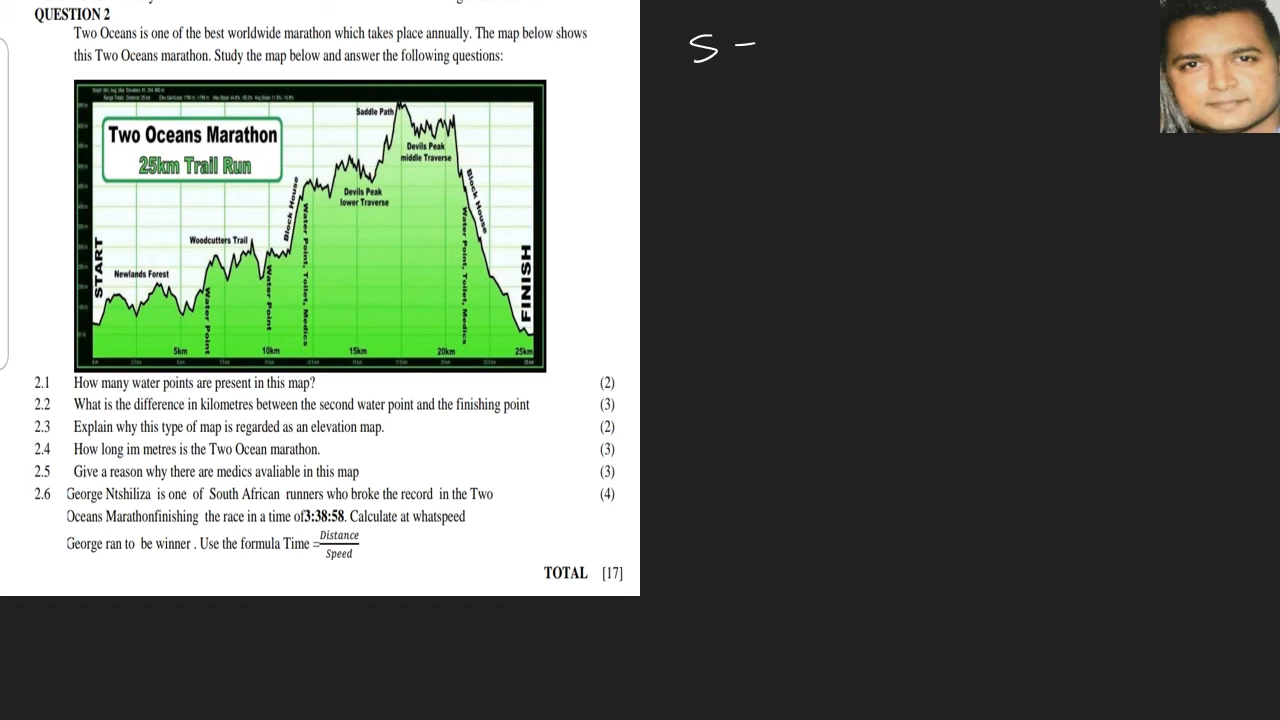 QUESTION 2
Two Oceans is one of the best worldwide marathon which takes place annually. The map below shows
this Two Oceans marathon. Study the map below and answer the following questions:
Two Oceans Marathon
25km Trail Run
START
Newlands Forest
Woodcutters Trail
Block House
Saddle Path
Devils Peak
lower Traverse
Devils Peak
middle Traverse
Block House
FINISH
Water Point
Water Point
Water Point, Toilet, Medics
Water Point, Toilet, Medics
5km
10km
15km
20km
25km
2.1 How many water points are present in this map? (2)
2.2 What is the difference in kilometres between the second water point and the finishing point (3)
2.3 Explain why this type of map is regarded as an elevation map. (2)
2.4 How long im metres is the Two Ocean marathon. (3)
2.5 Give a reason why there are medics avaliable in this map (3)
2.6 George Ntshiliza is one of South African runners who broke the record in the Two (4)
Oceans Marathonfinishing the race in a time of3:38:58. Calculate at whatspeed
George ran to be winner . Use the formula Time = Distance
Speed
TOTAL [17]
S -